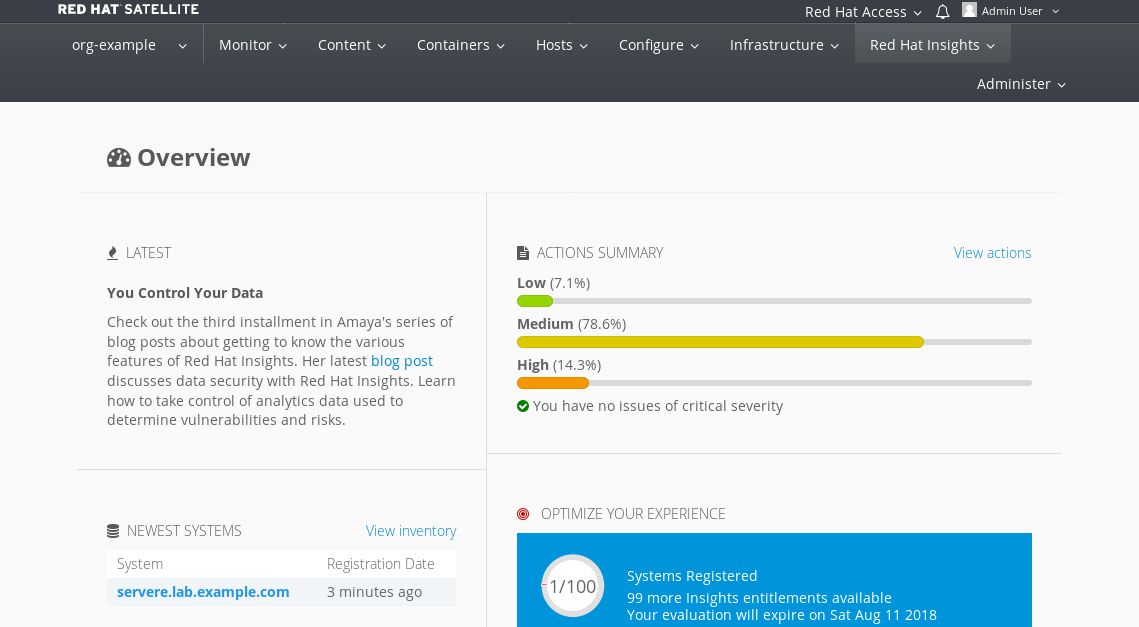 RED HAT SATELLITE
Red Hat Access
Admin User
org-example
Monitor
Content
Containers
Hosts
Configure
Infrastructure
Red Hat Insights
Administer
Overview
LATEST
You Control Your Data
Check out the third installment in Amaya's series of
blog posts about getting to know the various
features of Red Hat Insights. Her latest blog post
discusses data security with Red Hat Insights. Learn
how to take control of analytics data used to
determine vulnerabilities and risks.
NEWEST SYSTEMS
View inventory
System
Registration Date
servere.lab.example.com
3 minutes ago
ACTIONS SUMMARY
View actions
Low (7.1%)
Medium (78.6%)
High (14.3%)
You have no issues of critical severity
OPTIMIZE YOUR EXPERIENCE
1/100
Systems Registered
99 more Insights entitlements available
Your evaluation will expire on Sat Aug 11 2018